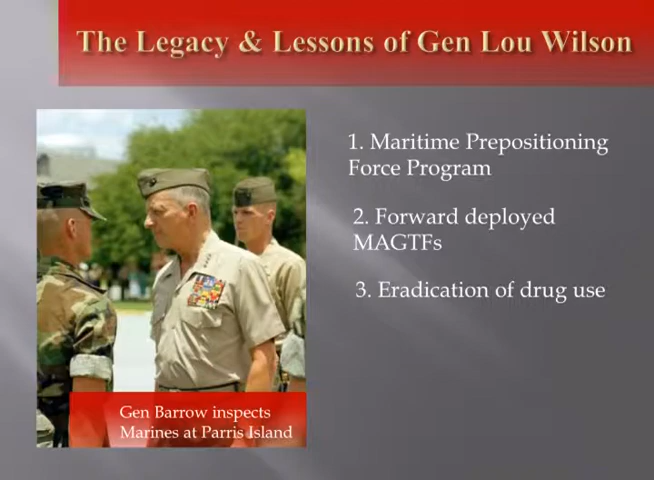 The Legacy & Lessons of Gen Lou Wilson
1. Maritime Prepositioning
Force Program
2. Forward deployed
MAGTFs
3. Eradication of drug use
Gen Barrow inspects
Marines at Parris Island